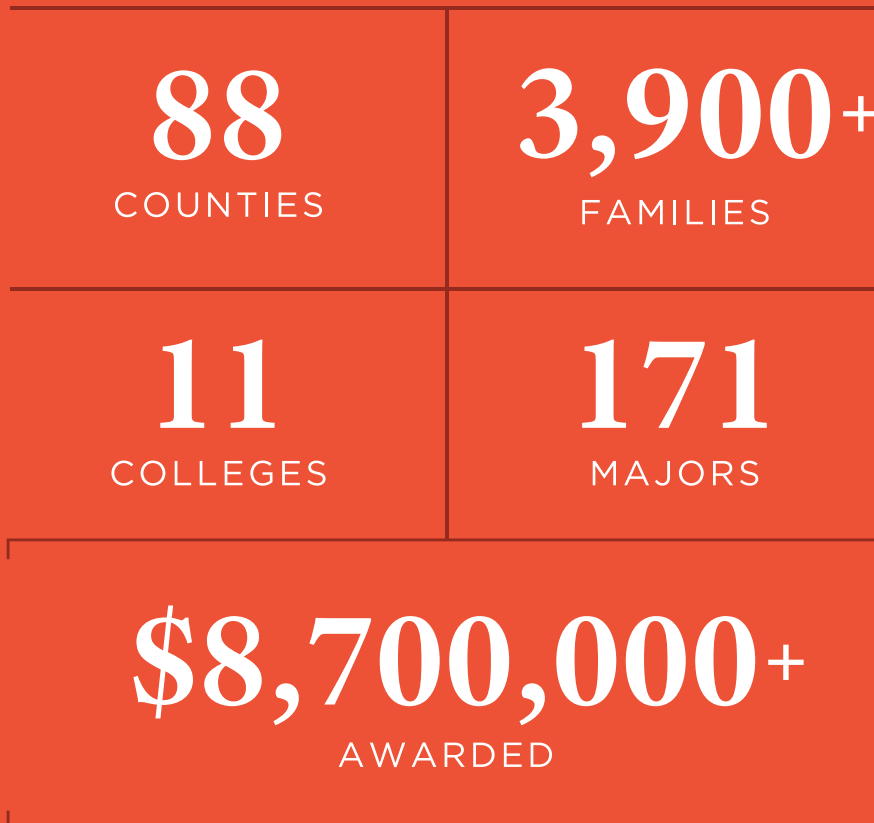 88
COUNTIES
3,900+
FAMILIES
11
COLLEGES
171
MAJORS
$8,700,000+
AWARDED